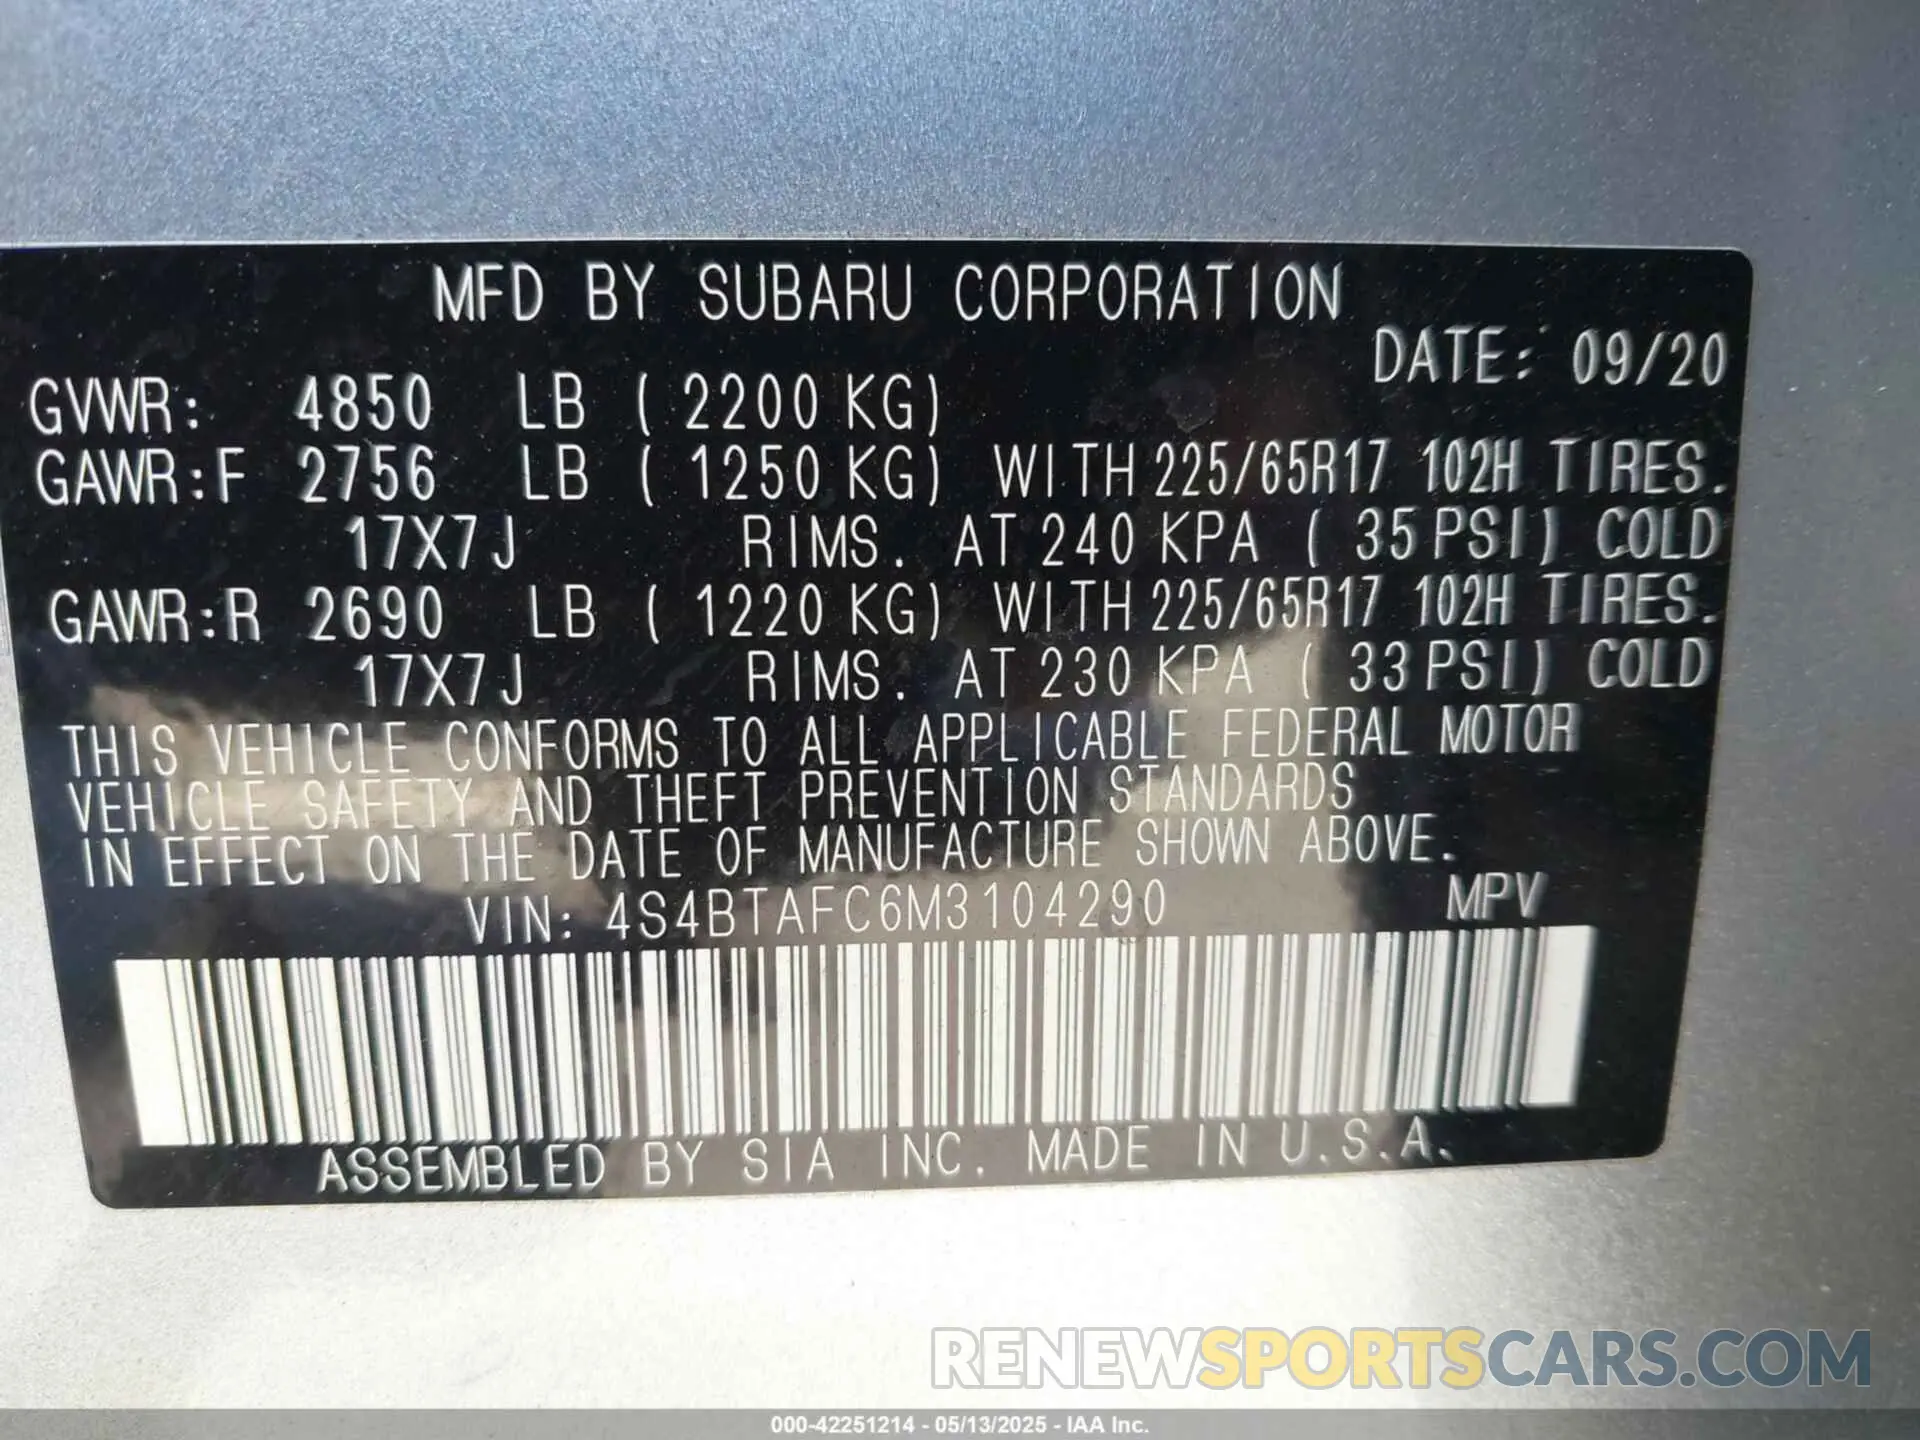 MFD BY SUBARU CORPORATION
DATE: 09/20
GVWR: 4850 LB ( 2200 KG)
GAWR:F 2756 LB ( 1250 KG) WITH 225/65R17 102H TIRES.
17X7J RIMS. AT 240 KPA ( 35 PSI) COLD
GAWR:R 2690 LB ( 1220 KG) WITH 225/65R17 102H TIRES.
17X7J RIMS. AT 230 KPA ( 33 PSI) COLD
THIS VEHICLE CONFORMS TO ALL APPLICABLE FEDERAL MOTOR
VEHICLE SAFETY AND THEFT PREVENTION STANDARDS
IN EFFECT ON THE DATE OF MANUFACTURE SHOWN ABOVE.
VIN: 4S4BTAFC6M3104290 MPV
ASSEMBLED BY SIA INC. MADE IN U.S.A.
RENEWSPORTSCARS.COM
000-42251214 - 05/13/2025 - IAA Inc.